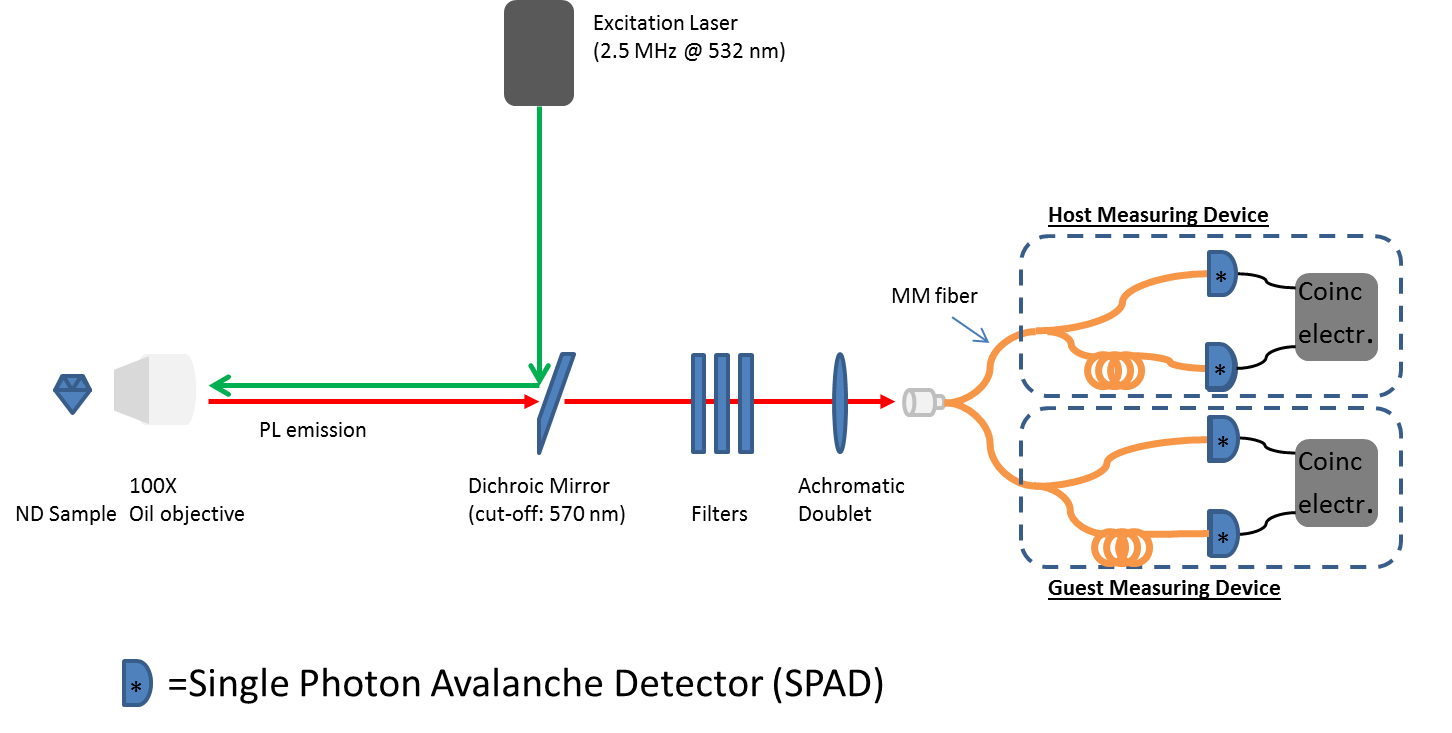 Excitation Laser
(2.5 MHz @ 532 nm)
Host Measuring Device
MM fiber
*
Coinc
electr.
*
PL emission
*
Coinc
electr.
*
100X
ND Sample Oil objective
Dichroic Mirror
(cut-off: 570 nm)
Filters
Achromatic
Doublet
Guest Measuring Device
* =Single Photon Avalanche Detector (SPAD)